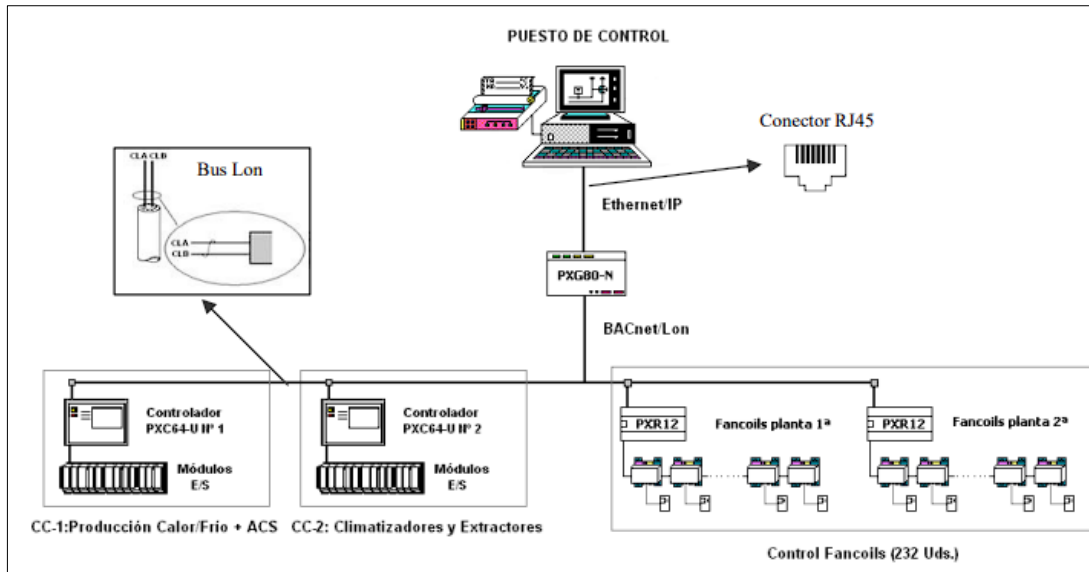 PUESTO DE CONTROL
Conector RJ45
CLA CLB
Bus Lon
CLA
CLB
Ethernet/IP
PXG80-N
BACnet/Lon
Controlador
PXC64-U Nº 1
Módulos
E/S
Controlador
PXC64-U Nº 2
Módulos
E/S
PXR12
Fancoils planta 1ª
PXR12
Fancoils planta 2ª
CC-1:Producción Calor/Frío + ACS
CC-2: Climatizadores y Extractores
Control Fancoils (232 Uds.)